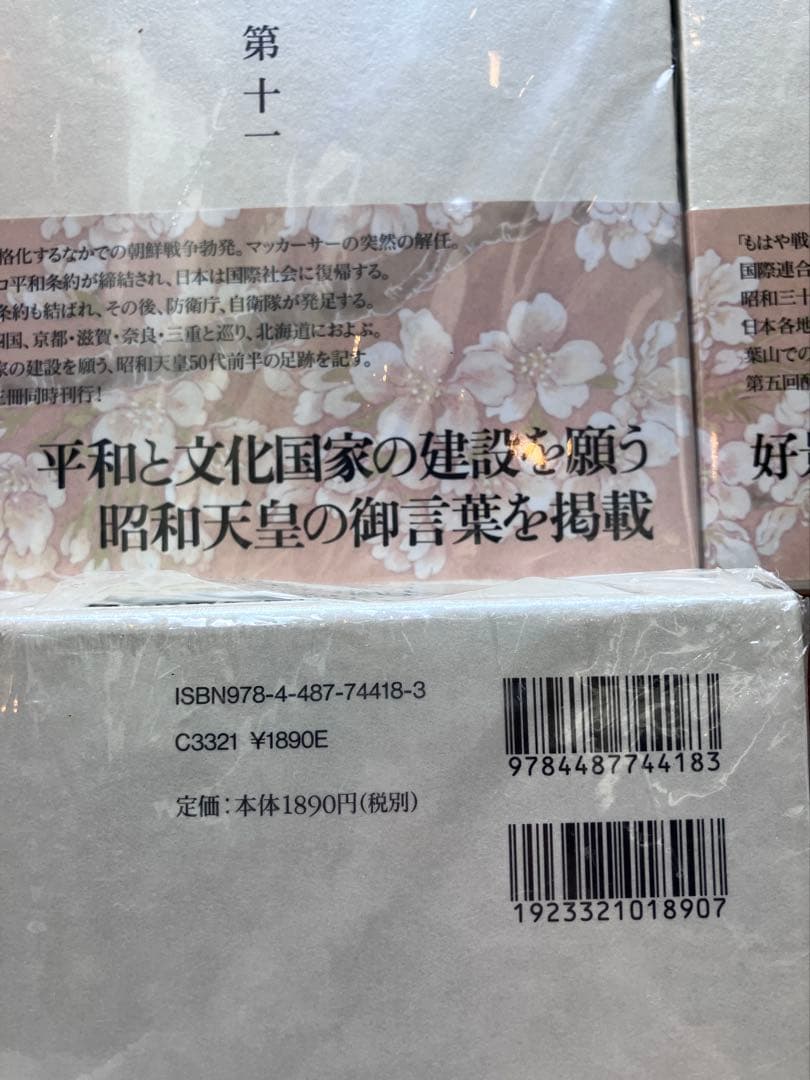 第十一
格化するなかでの朝鮮戦争勃発。マッカーサーの突然の解任。
コ平和条約が締結され、日本は国際社会に復帰する。
条約も結ばれ、その後、防衛庁、自衛隊が発足する。
四国、京都・滋賀・奈良・三重と巡り、北海道におよぶ。
家の建設を願う、昭和天皇50代前半の足跡を記す。
三冊同時刊行!
平和と文化国家の建設を願う
昭和天皇の御言葉を掲載
「もはや戦
国際連合
昭和三十
日本各地
葉山での
第五回配
好
ISBN978-4-487-74418-3
C3321 ¥1890E
定価:本体1890円(税別)
9784487744183
1923321018907